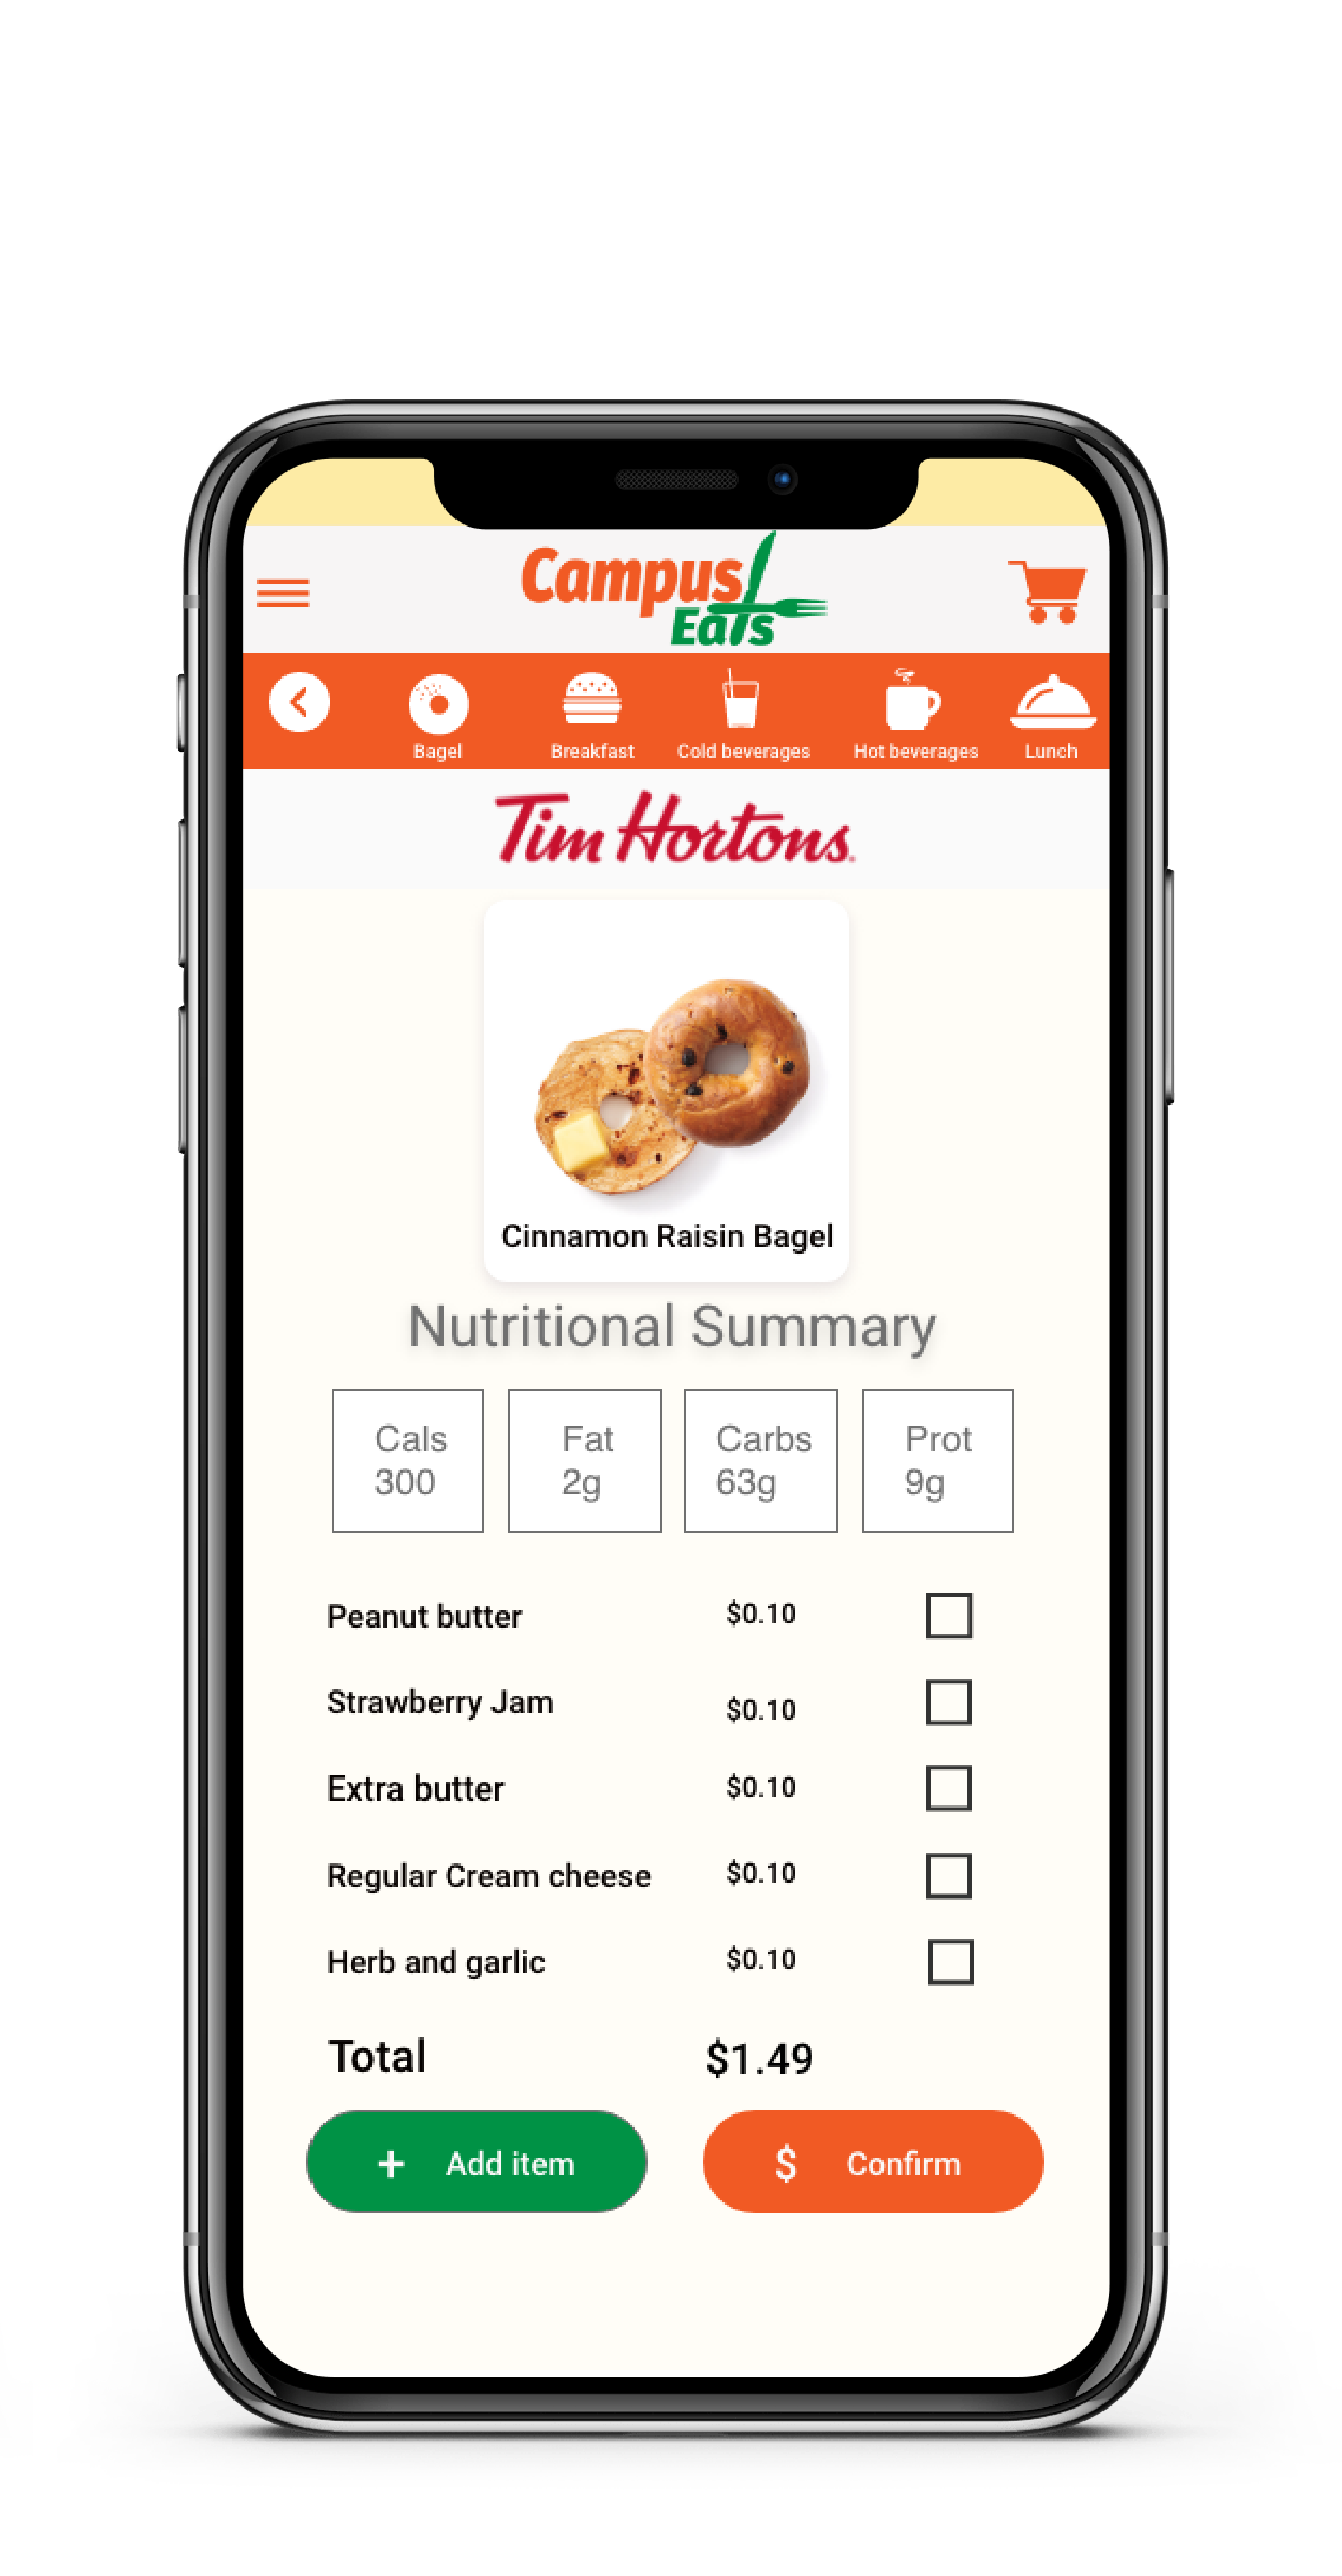 Campus
Eats
Bagel
Breakfast
Cold beverages
Hot beverages
Lunch
Tim Hortons.
Cinnamon Raisin Bagel
Nutritional Summary
Cals
300
Fat
2g
Carbs
63g
Prot
9g
Peanut butter $0.10
Strawberry Jam $0.10
Extra butter $0.10
Regular Cream cheese $0.10
Herb and garlic $0.10
Total $1.49
+ Add item
$ Confirm